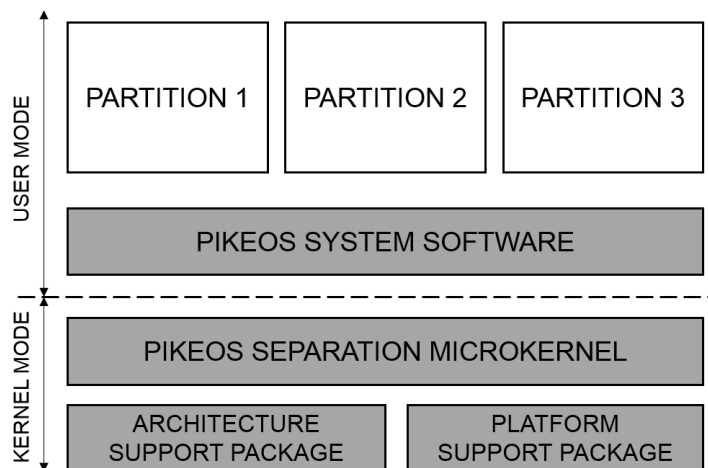 USER MODE
PARTITION 1
PARTITION 2
PARTITION 3
PIKEOS SYSTEM SOFTWARE
KERNEL MODE
PIKEOS SEPARATION MICROKERNEL
ARCHITECTURE
SUPPORT PACKAGE
PLATFORM
SUPPORT PACKAGE